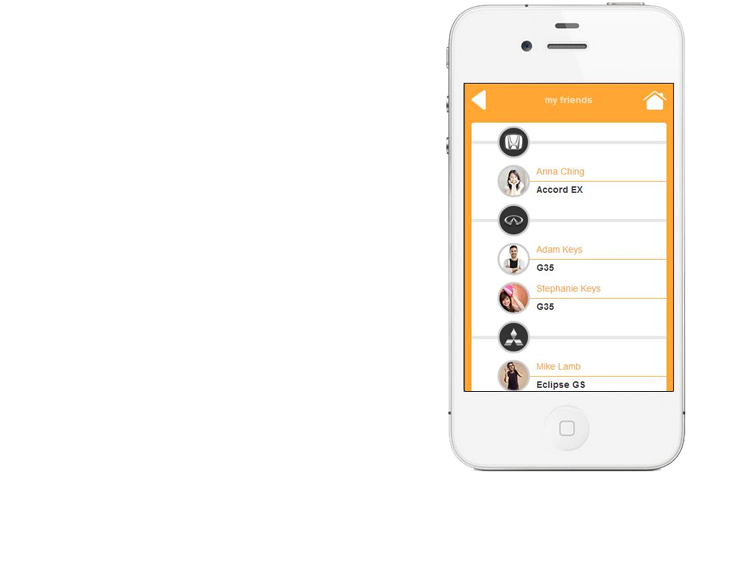 my friends
Anna Ching
Accord EX
Adam Keys
G35
Stephanie Keys
G35
Mike Lamb
Eclipse GS